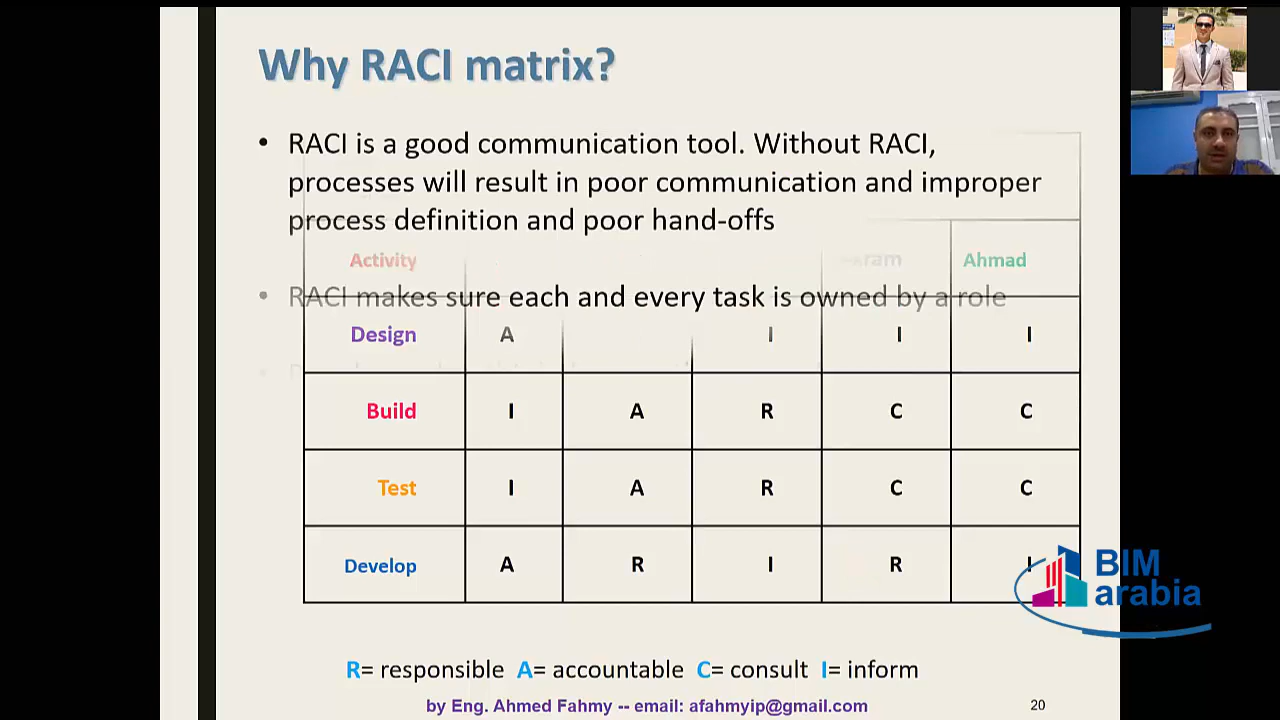 Why RACI matrix?
• RACI is a good communication tool. Without RACI,
processes will result in poor communication and improper
process definition and poor hand-offs
Activity Ahmad
• RACI makes sure each and every task is owned by a role
Design A I I I
Build I A R C C
Test I A R C C
Develop A R I R I
BIM
arabia
R= responsible A= accountable C= consult I= inform
by Eng. Ahmed Fahmy -- email: afahmyip@gmail.com 20